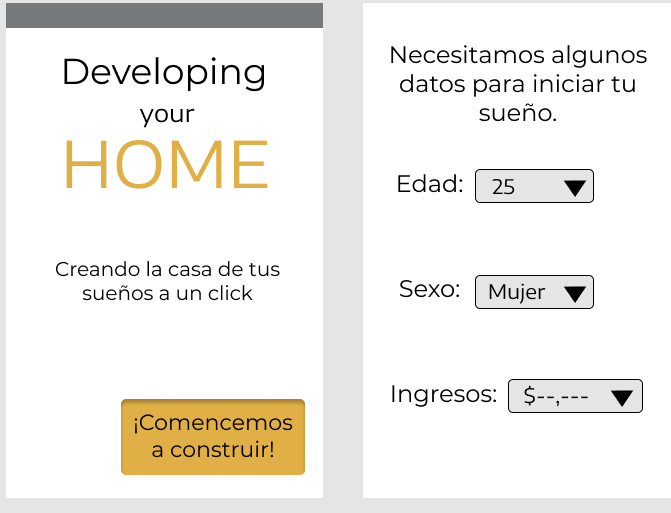 Developing
your
HOME
Creando la casa de tus
sueños a un click
¡Comencemos
a construir!
Necesitamos algunos
datos para iniciar tu
sueño.
Edad: 25
Sexo: Mujer
Ingresos: $--,---